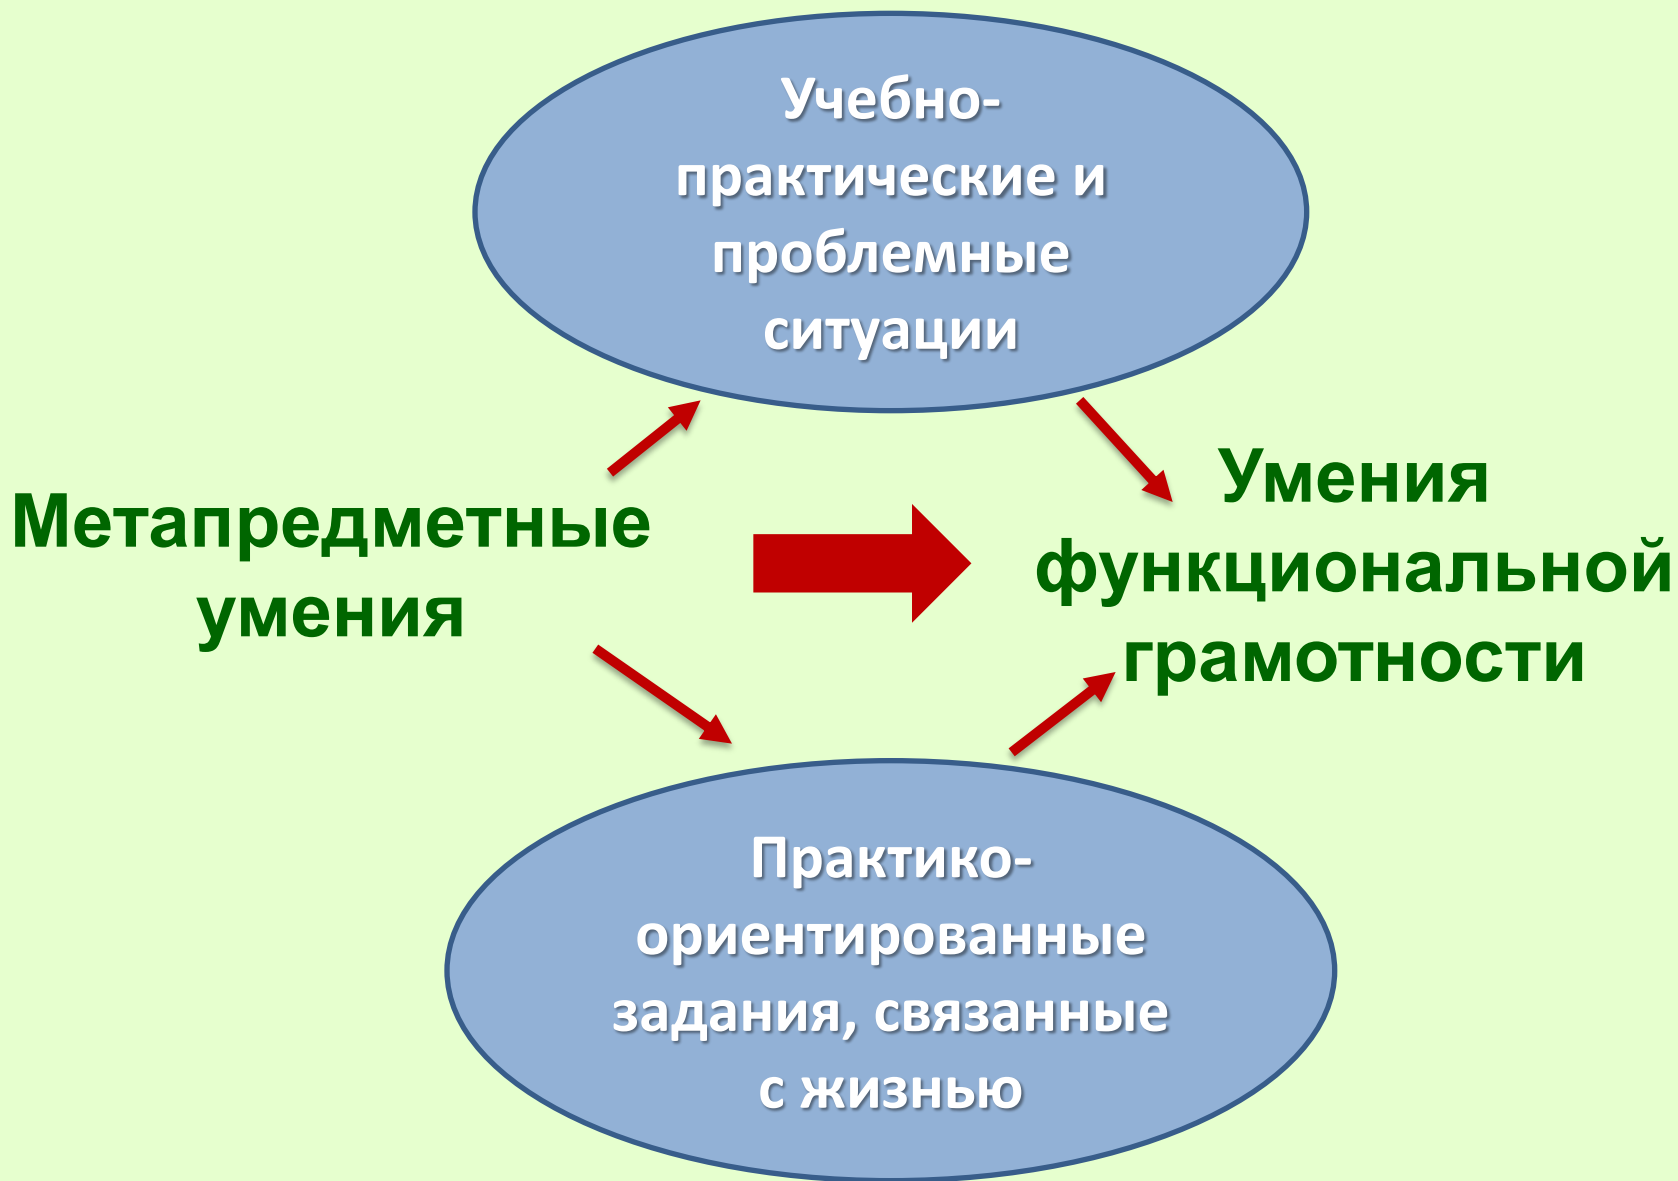 Учебно-
практические и
проблемные
ситуации
Метапредметные
умения
Умения
функциональной
грамотности
Практико-
ориентированные
задания, связанные
с жизнью